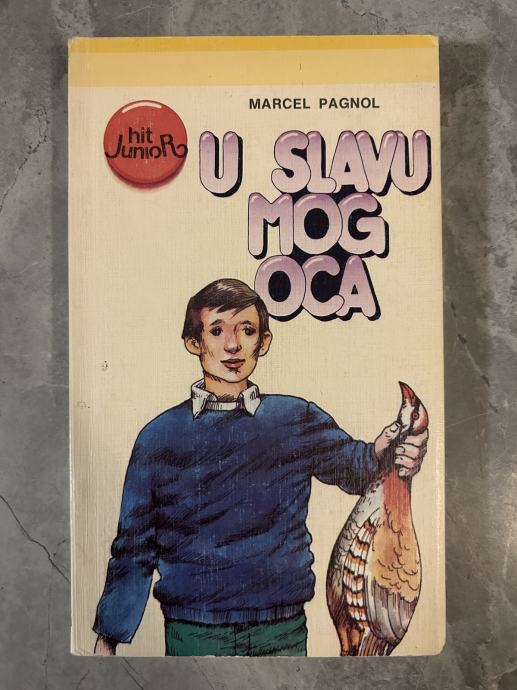 MARCEL PAGNOL
hit
JunioR
U SLAVU
MOG
OCA